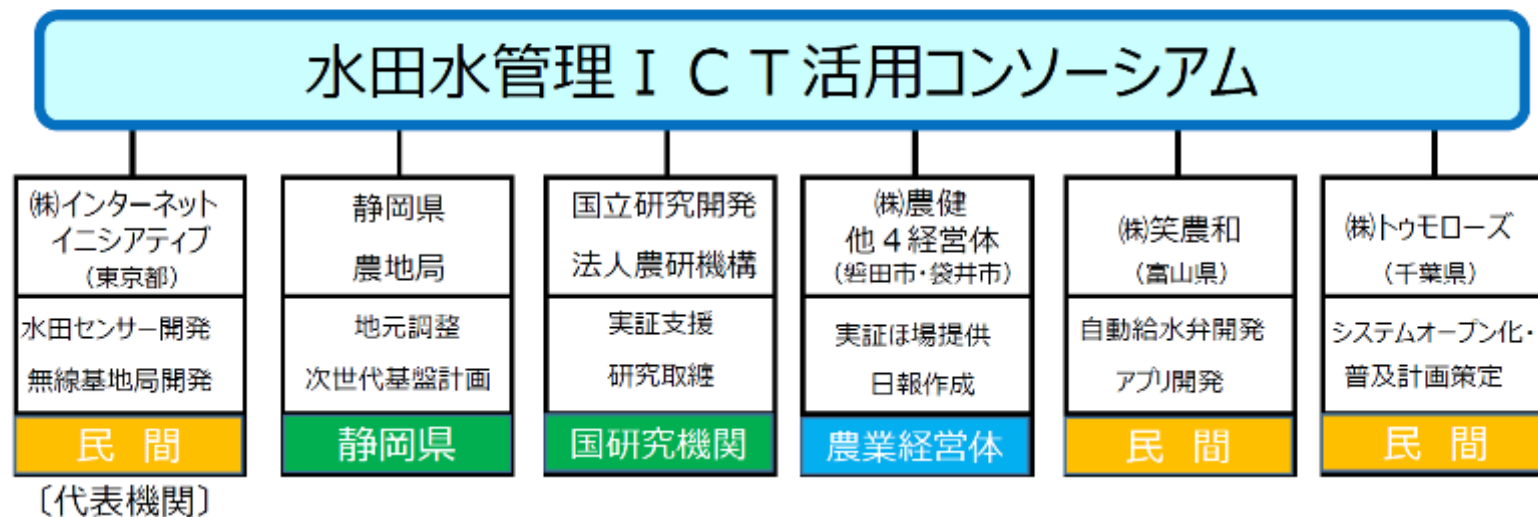 水田水管理ＩＣＴ活用コンソーシアム
㈱インターネット
イニシアティブ
（東京都）
水田センサー開発
無線基地局開発
民　間
〔代表機関〕
静岡県
農地局
地元調整
次世代基盤計画
静岡県
国立研究開発
法人農研機構
実証支援
研究取纏
国研究機関
㈱農健
他４経営体
（磐田市・袋井市）
実証ほ場提供
日報作成
農業経営体
㈱笑農和
（富山県）
自動給水弁開発
アプリ開発
民　間
㈱トゥモローズ
（千葉県）
システムオープン化・
普及計画策定
民　間